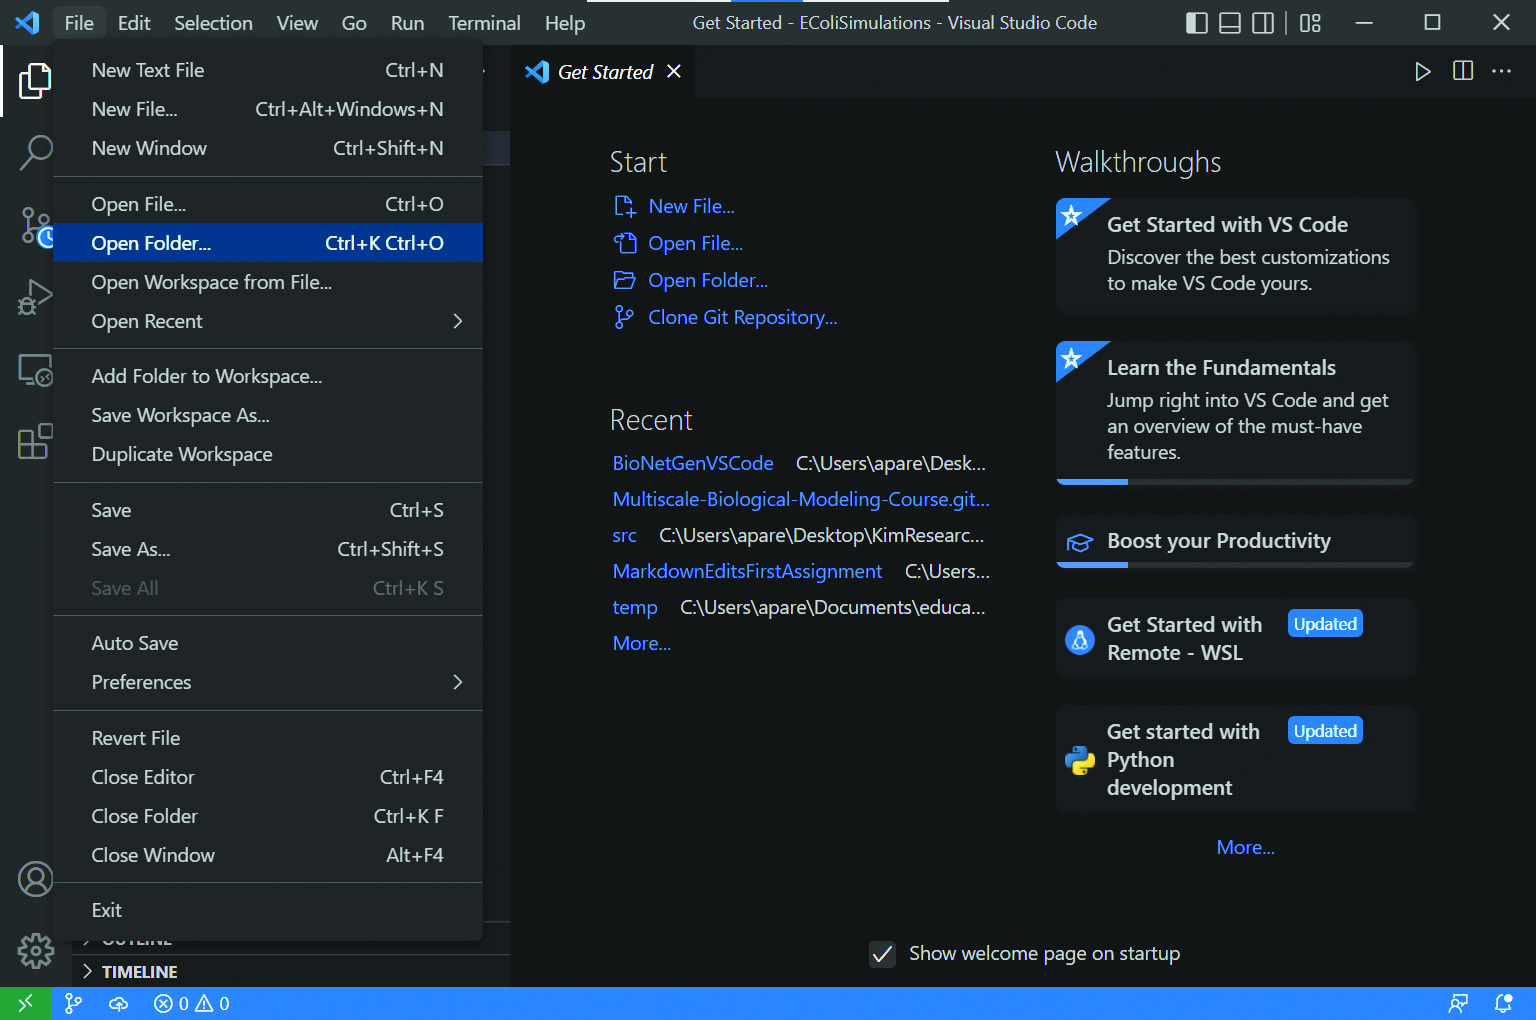 File Edit Selection View Go Run Terminal Help Get Started - EColiSimulations - Visual Studio Code
New Text File Ctrl+N
New File... Ctrl+Alt+Windows+N
New Window Ctrl+Shift+N
Open File... Ctrl+O
Open Folder... Ctrl+K Ctrl+O
Open Workspace from File...
Open Recent
Add Folder to Workspace...
Save Workspace As...
Duplicate Workspace
Save Ctrl+S
Save As... Ctrl+Shift+S
Save All Ctrl+K S
Auto Save
Preferences
Revert File
Close Editor Ctrl+F4
Close Folder Ctrl+K F
Close Window Alt+F4
Exit
OUTLINE
TIMELINE
Get Started
Start
New File...
Open File...
Open Folder...
Clone Git Repository...
Recent
BioNetGenVSCode C:\Users\apare\Desk...
Multiscale-Biological-Modeling-Course.git...
src C:\Users\apare\Desktop\KimResearc...
MarkdownEditsFirstAssignment C:\Users...
temp C:\Users\apare\Documents\educa...
More...
Walkthroughs
Get Started with VS Code
Discover the best customizations
to make VS Code yours.
Learn the Fundamentals
Jump right into VS Code and get
an overview of the must-have
features.
Boost your Productivity
Get Started with Updated
Remote - WSL
Get started with Updated
Python
development
More...
Show welcome page on startup
0 0